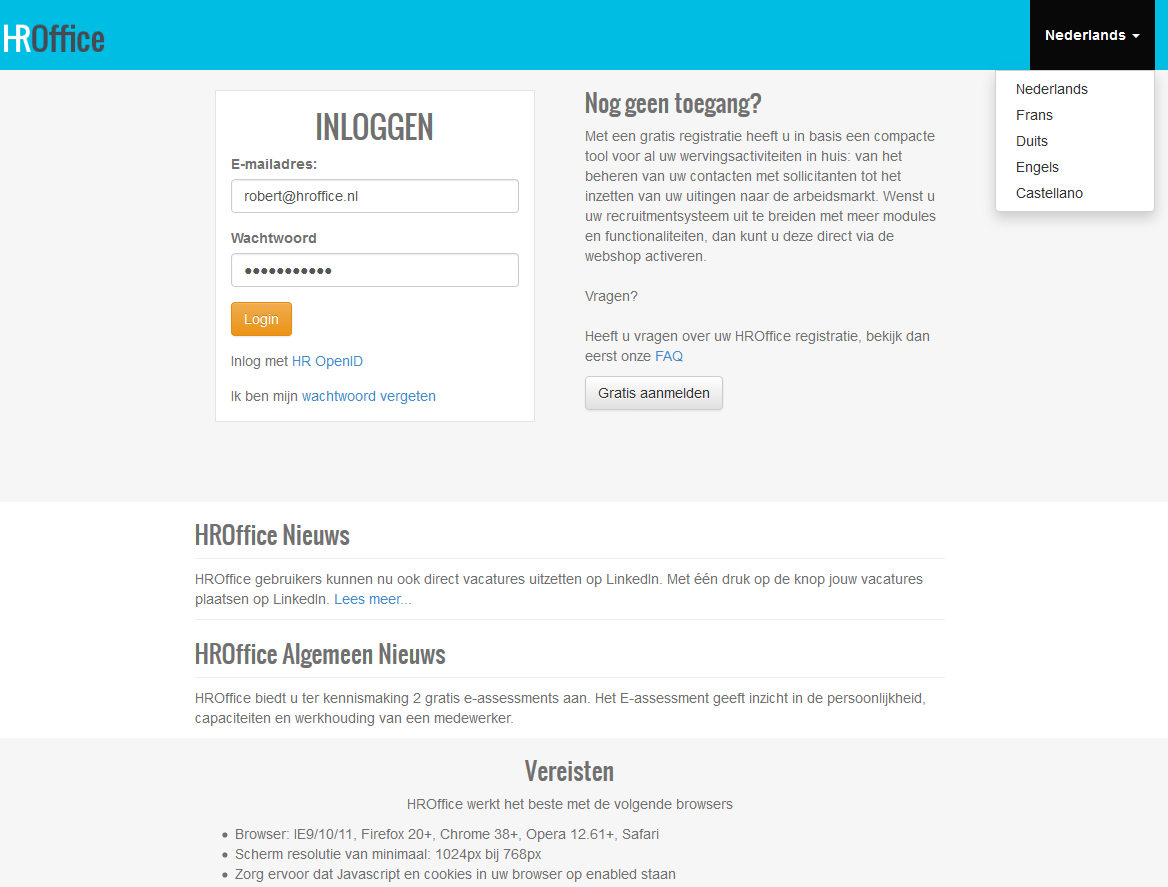 HROffice
Nederlands
Nederlands
Frans
Duits
Engels
Castellano
INLOGGEN
E-mailadres:
robert@hroffice.nl
Wachtwoord
•••••••••••
Login
Inlog met HR OpenID
Ik ben mijn wachtwoord vergeten
Nog geen toegang?
Met een gratis registratie heeft u in basis een compacte
tool voor al uw wervingsactiviteiten in huis: van het
beheren van uw contacten met sollicitanten tot het
inzetten van uw uitingen naar de arbeidsmarkt. Wenst u
uw recruitmentsysteem uit te breiden met meer modules
en functionaliteiten, dan kunt u deze direct via de
webshop activeren.
Vragen?
Heeft u vragen over uw HROffice registratie, bekijk dan
eerst onze FAQ
Gratis aanmelden
HROffice Nieuws
HROffice gebruikers kunnen nu ook direct vacatures uitzetten op LinkedIn. Met één druk op de knop jouw vacatures
plaatsen op LinkedIn. Lees meer...
HROffice Algemeen Nieuws
HROffice biedt u ter kennismaking 2 gratis e-assessments aan. Het E-assessment geeft inzicht in de persoonlijkheid,
capaciteiten en werkhouding van een medewerker.
Vereisten
HROffice werkt het beste met de volgende browsers
• Browser: IE9/10/11, Firefox 20+, Chrome 38+, Opera 12.61+, Safari
• Scherm resolutie van minimaal: 1024px bij 768px
• Zorg ervoor dat Javascript en cookies in uw browser op enabled staan